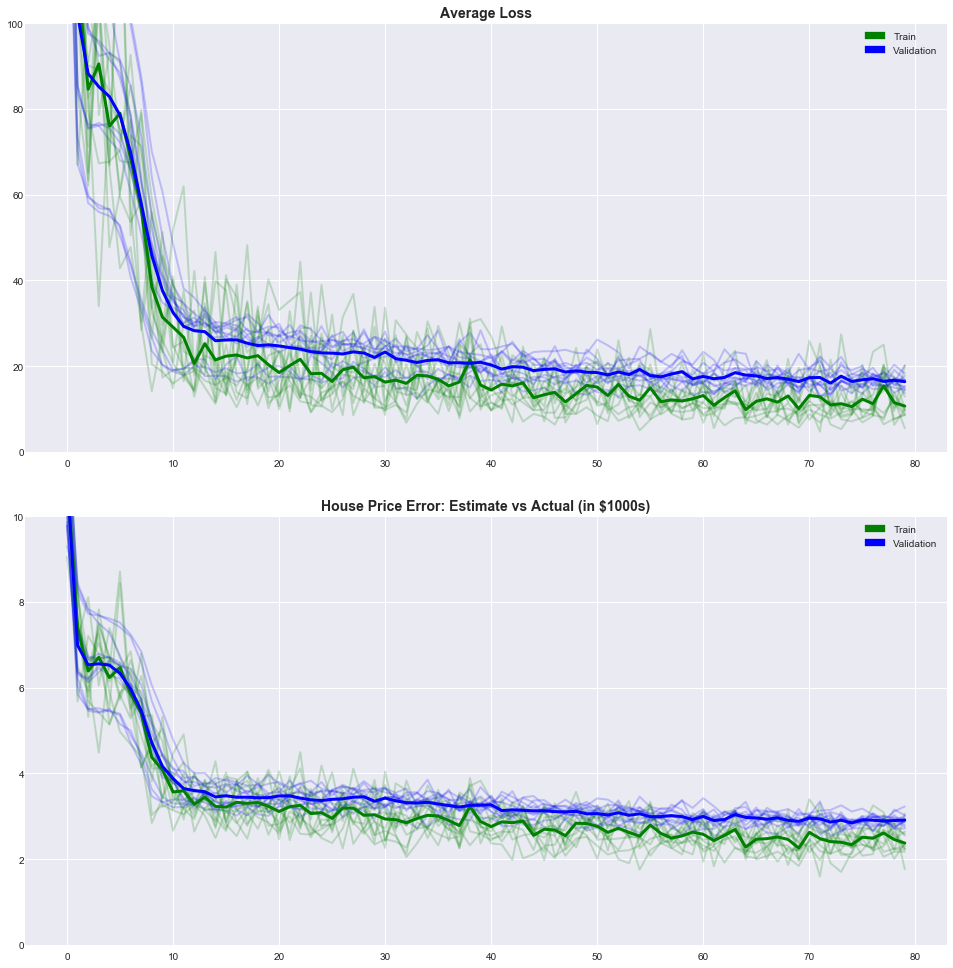 Average Loss
Train
Validation
100
80
60
40
20
0
0 10 20 30 40 50 60 70 80
House Price Error: Estimate vs Actual (in $1000s)
Train
Validation
10
8
6
4
2
0
0 10 20 30 40 50 60 70 80